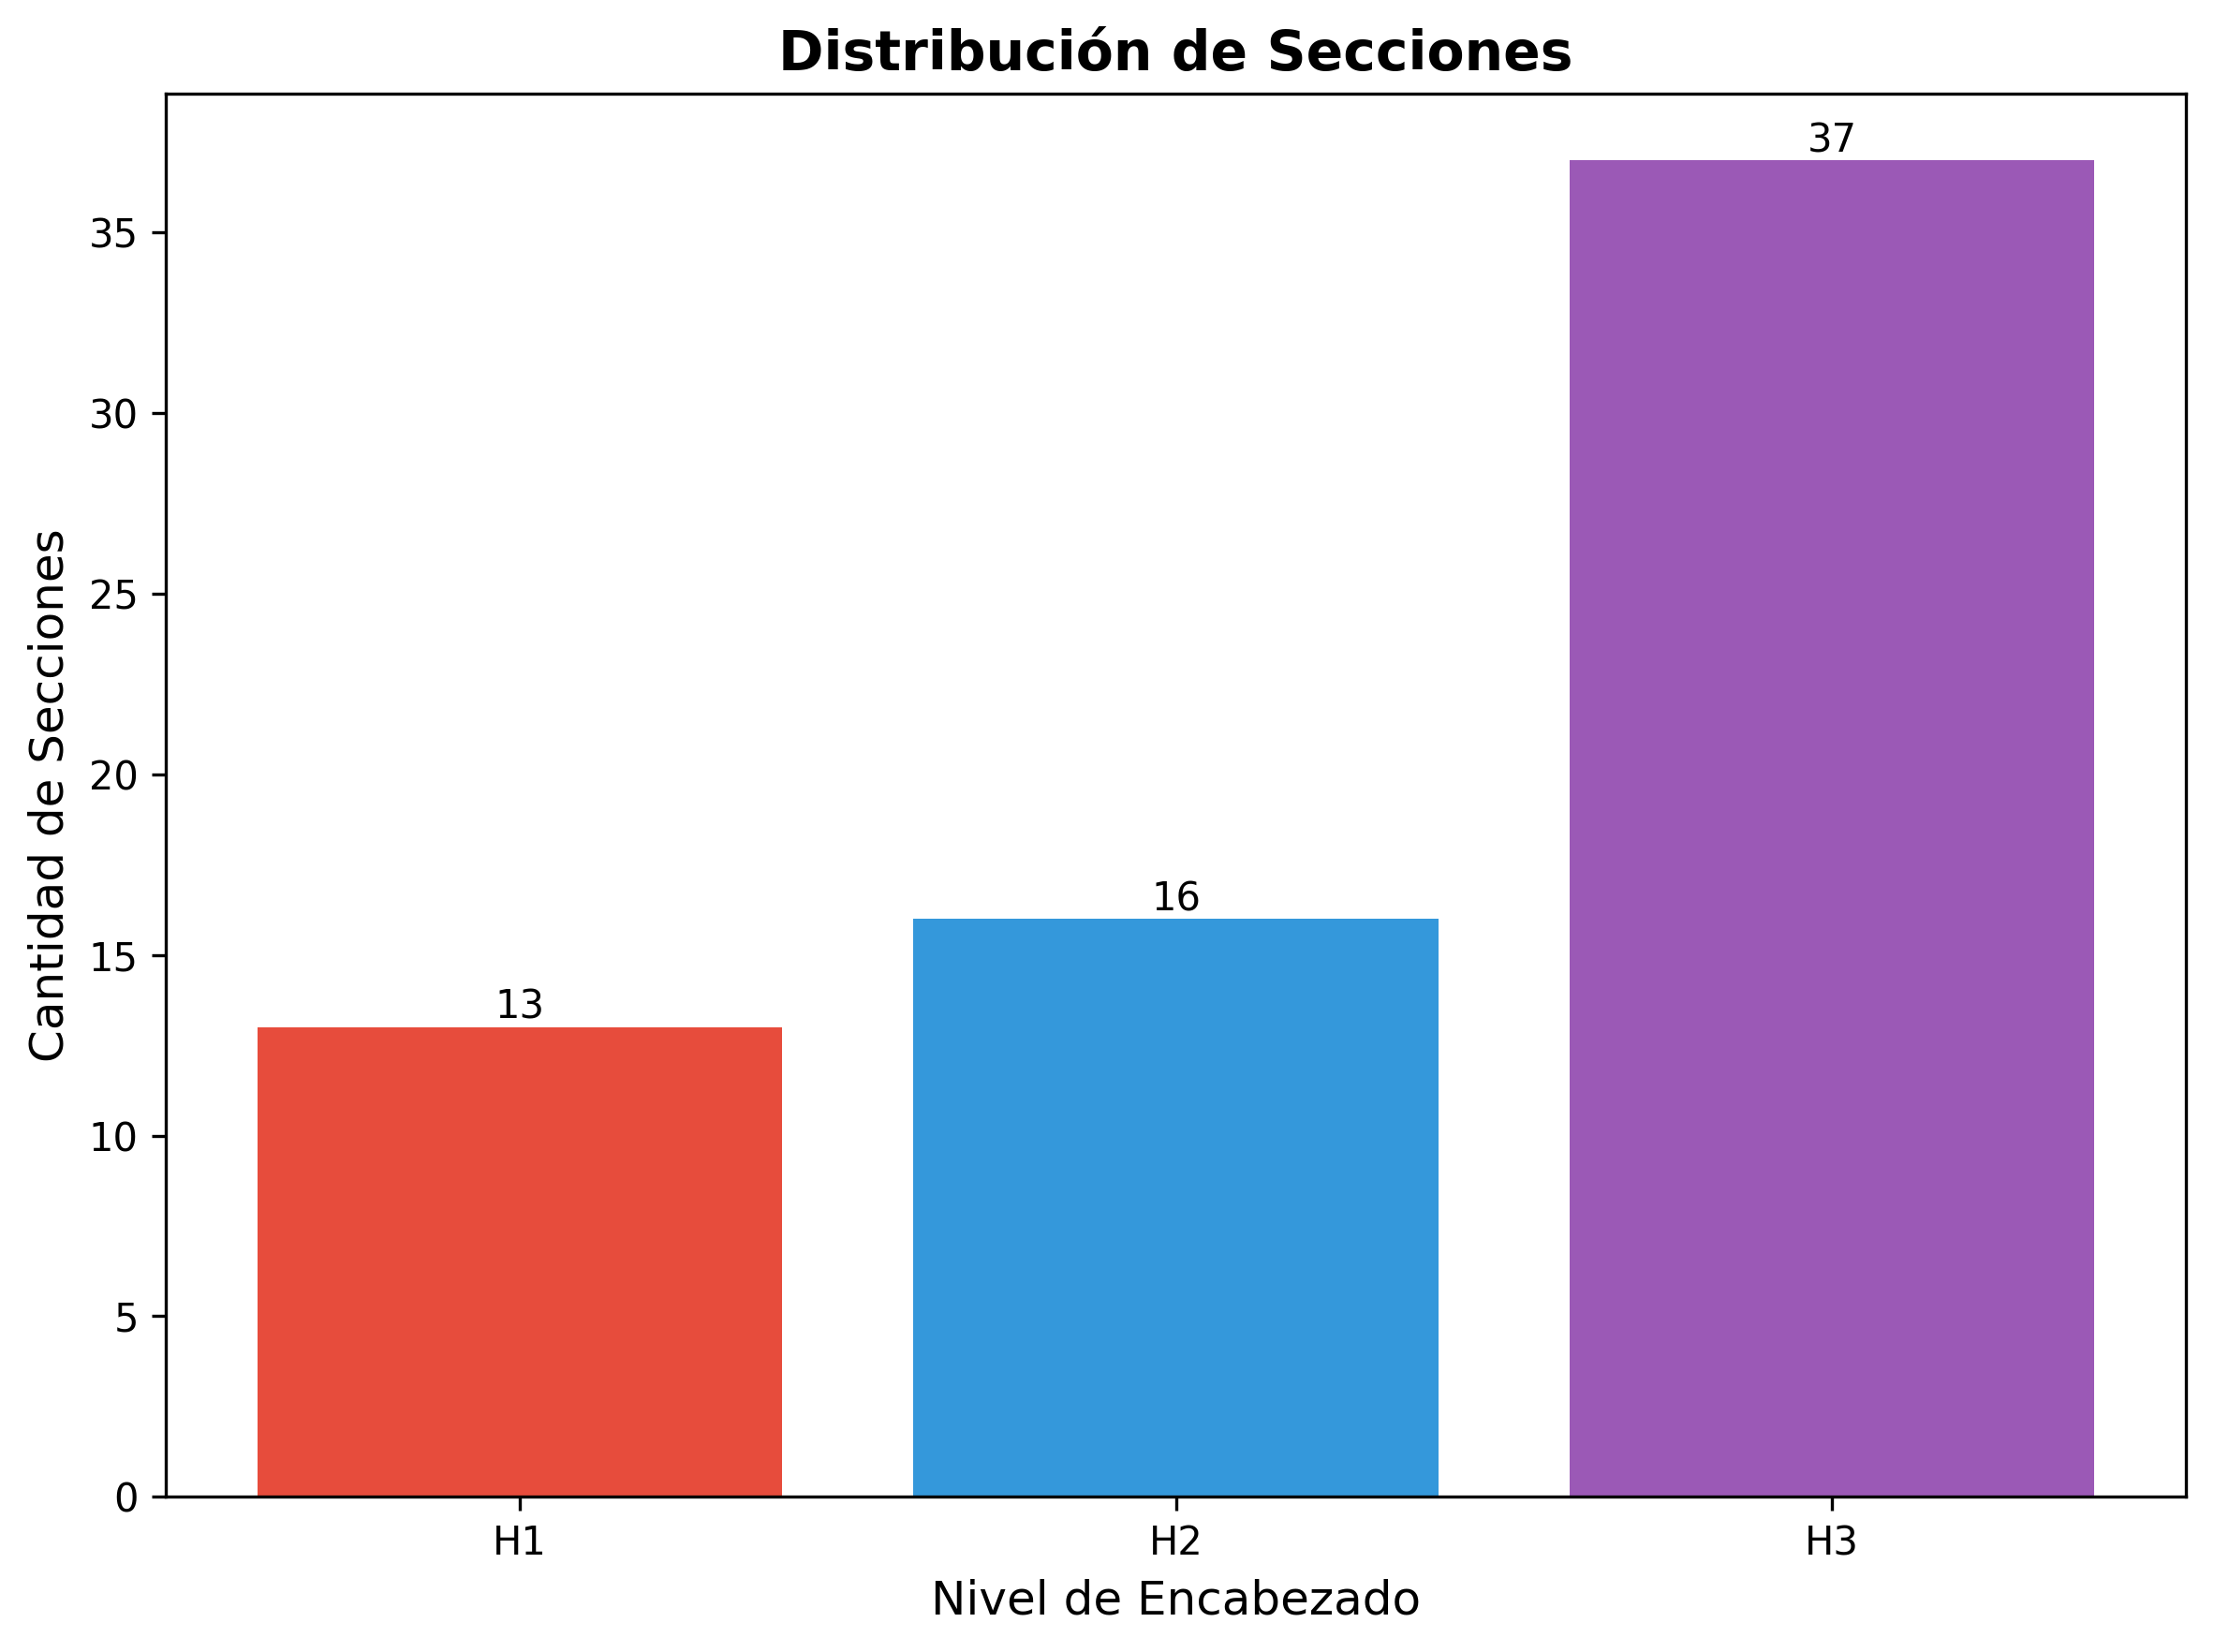 Distribución de Secciones
Cantidad de Secciones
35
30
25
20
15
10
5
0
13
16
37
H1
H2
H3
Nivel de Encabezado